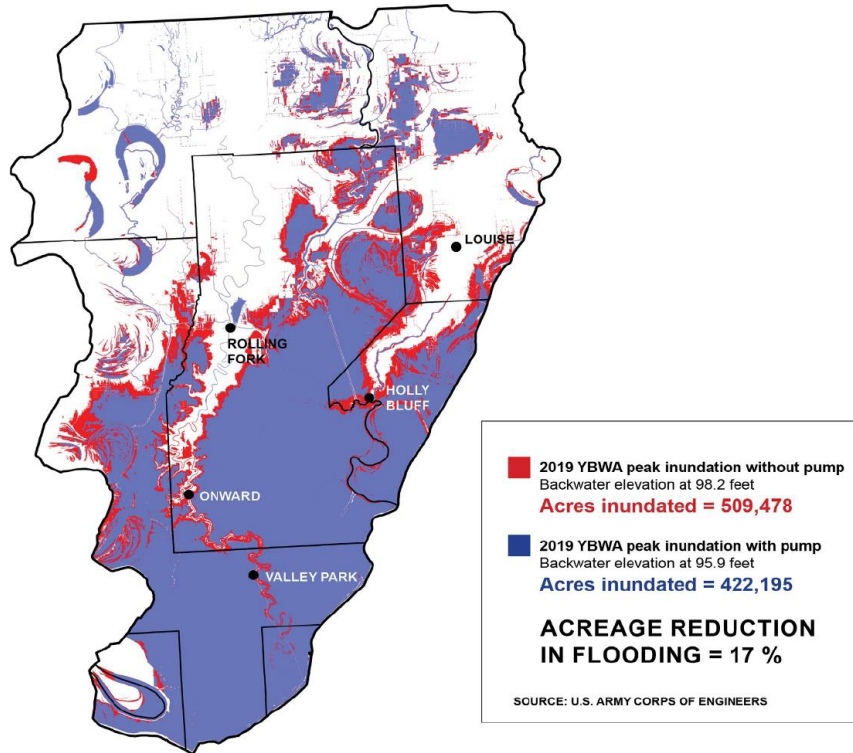 LOUISE
ROLLING
FORK
HOLLY
BLUFF
ONWARD
VALLEY PARK
2019 YBWA peak inundation without pump
Backwater elevation at 98.2 feet
Acres inundated = 509,478
2019 YBWA peak inundation with pump
Backwater elevation at 95.9 feet
Acres inundated = 422,195
ACREAGE REDUCTION
IN FLOODING = 17 %
SOURCE: U.S. ARMY CORPS OF ENGINEERS